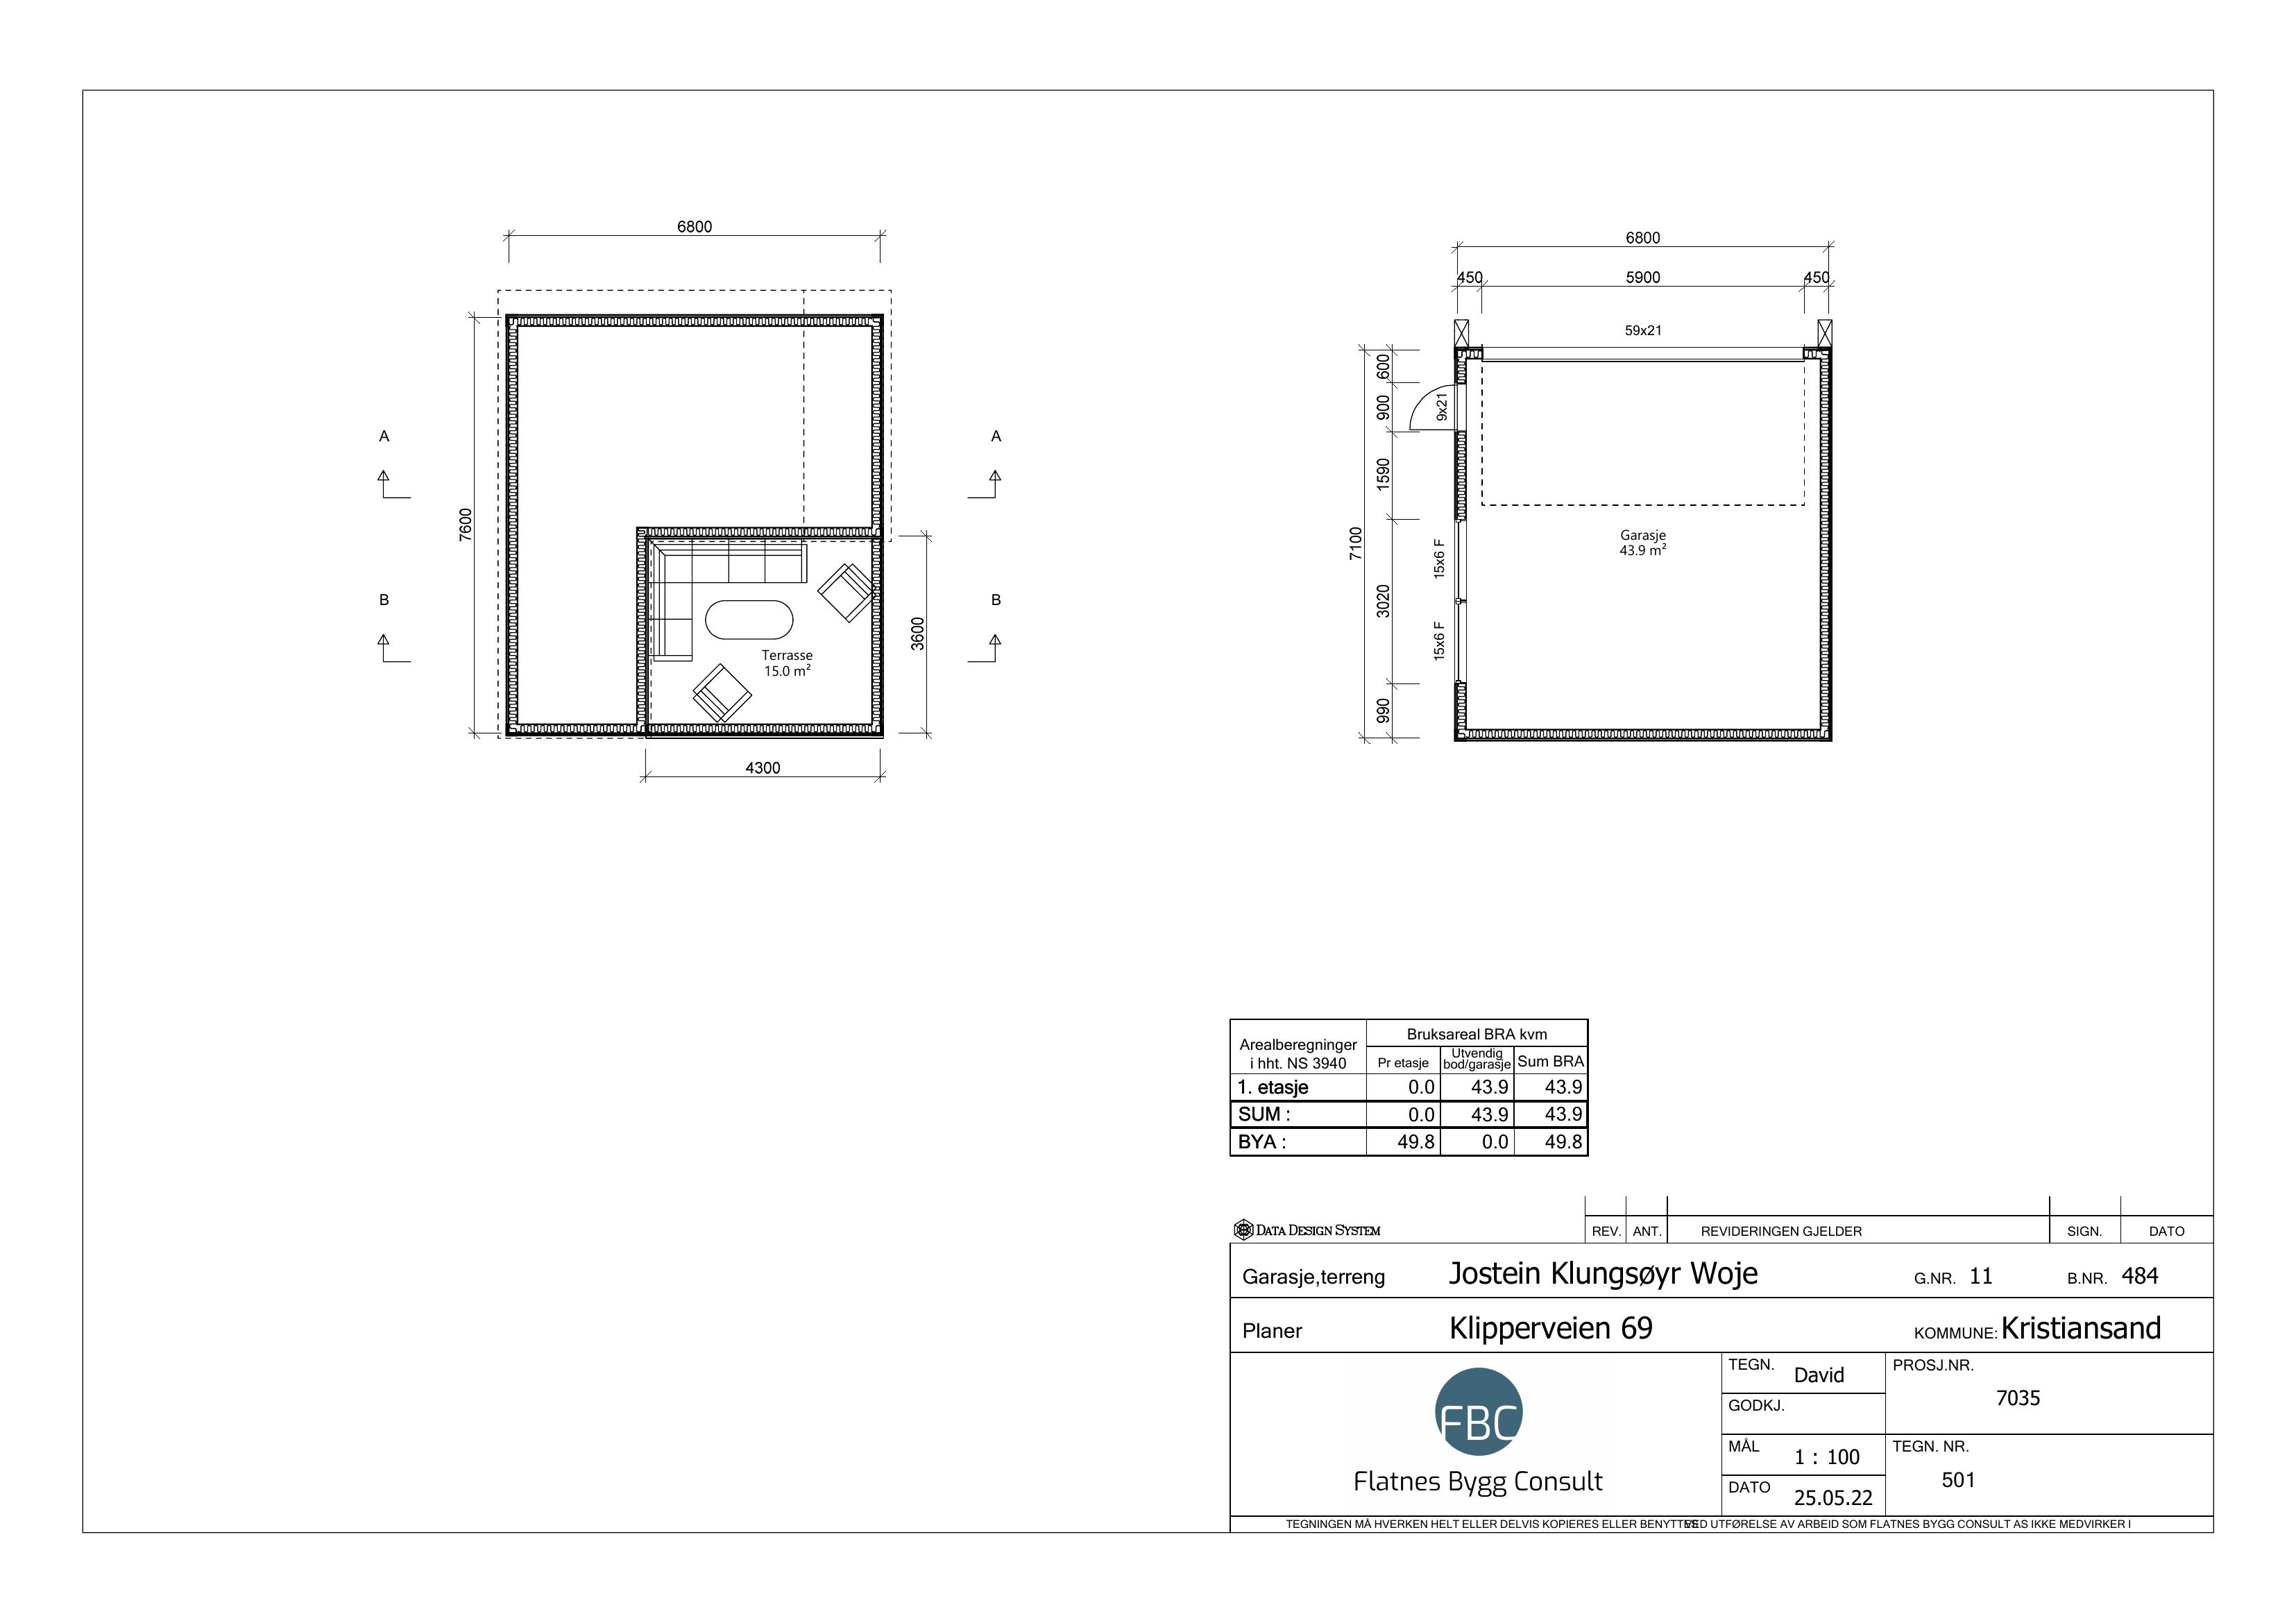 6800
7600
A
A
B
B
3600
4300
Terrasse
15.0 m²
6800
450
5900
450
59x21
600
900
9x21
1590
7100
3020
15x6 F
15x6 F
990
Garasje
43.9 m²
Arealberegninger
i hht. NS 3940
Bruksareal BRA kvm
Pr etasje
Utvendig
bod/garasje
Sum BRA
1. etasje 0.0 43.9 43.9
SUM : 0.0 43.9 43.9
BYA : 49.8 0.0 49.8
DATA DESIGN SYSTEM
REV. ANT. REVIDERINGEN GJELDER SIGN. DATO
Garasje,terreng Jostein Klungsøyr Woje G.NR. 11 B.NR. 484
Planer Klipperveien 69 KOMMUNE: Kristiansand
FBC
Flatnes Bygg Consult
TEGN. David
GODKJ.
MÅL 1 : 100
DATO 25.05.22
PROSJ.NR.
7035
TEGN. NR.
501
TEGNINGEN MÅ HVERKEN HELT ELLER DELVIS KOPIERES ELLER BENYTTES VED UTFØRELSE AV ARBEID SOM FLATNES BYGG CONSULT AS IKKE MEDVIRKER I